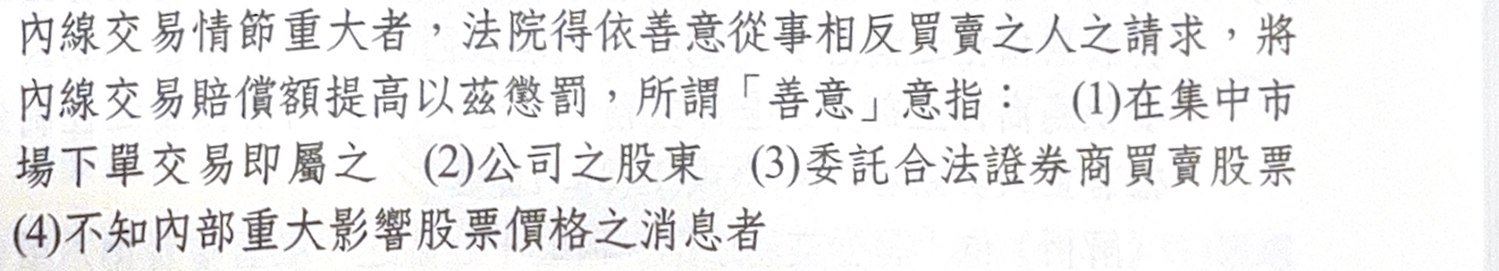 內線交易情節重大者，法院得依善意從事相反買賣之人之請求，將
內線交易賠償額提高以茲懲罰，所謂「善意」意指：　(1)在集中市
場下單交易即屬之　(2)公司之股東　(3)委託合法證券商買賣股票
(4)不知內部重大影響股票價格之消息者